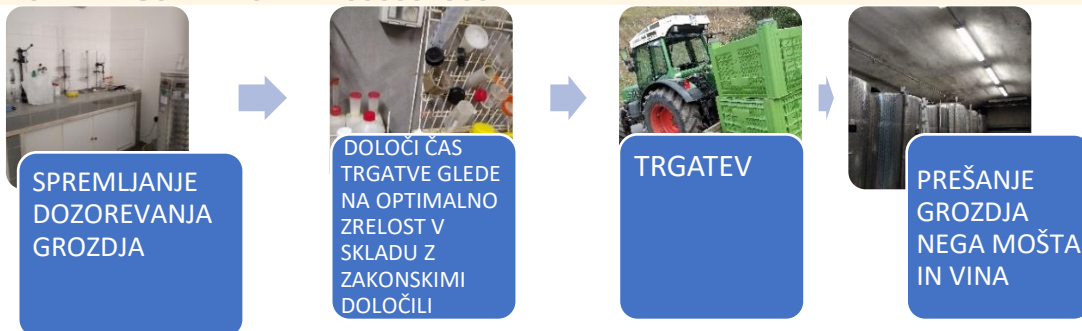 SPREMLJANJE
DOZOREVANJA
GROZDJA
DOLOČI ČAS
TRGATVE GLEDE
NA OPTIMALNO
ZRELOST V
SKLADU Z
ZAKONSKIMI
DOLOČILI
TRGATEV
PREŠANJE
GROZDJA
NEGA MOŠTA
IN VINA